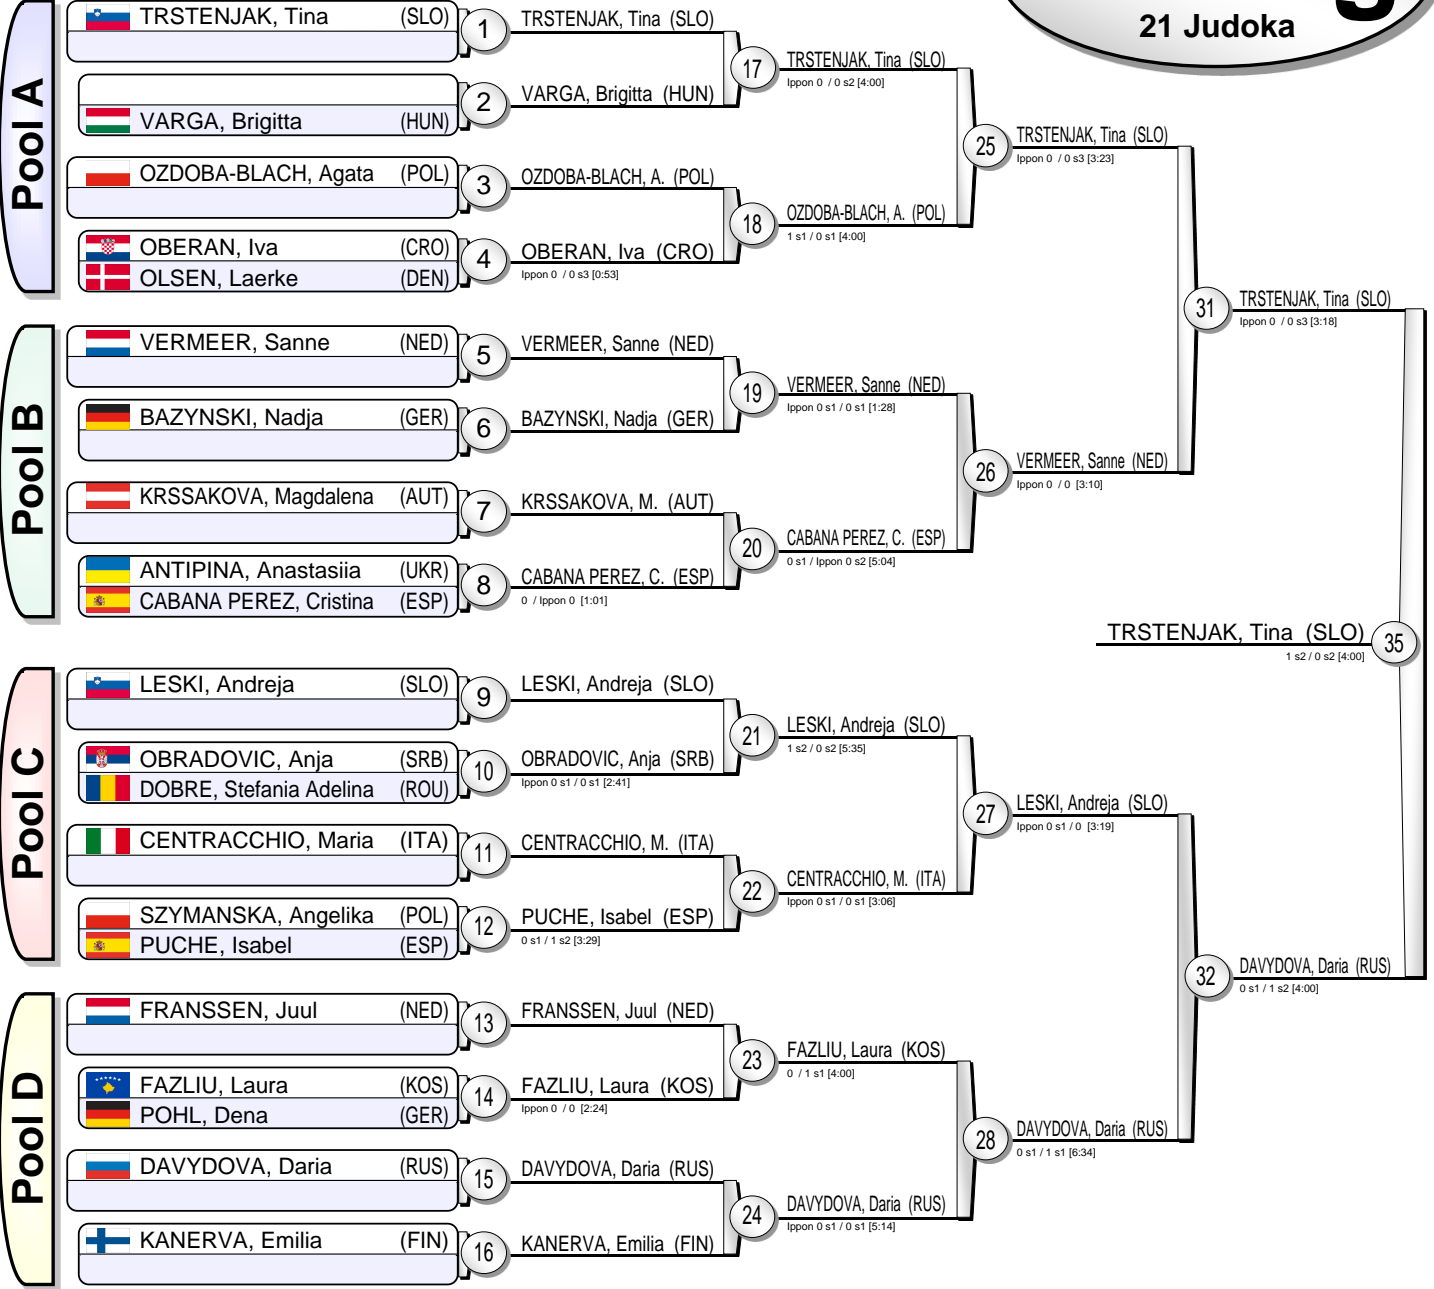 21 Judoka
Pool A
TRSTENJAK, Tina (SLO)
1
TRSTENJAK, Tina (SLO)
VARGA, Brigitta (HUN)
2
VARGA, Brigitta (HUN)
17
TRSTENJAK, Tina (SLO)
Ippon 0 / 0 s2 [4:00]
OZDOBA-BLACH, Agata (POL)
3
OZDOBA-BLACH, A. (POL)
OBERAN, Iva (CRO)
OLSEN, Laerke (DEN)
4
OBERAN, Iva (CRO)
Ippon 0 / 0 s3 [0:53]
18
OZDOBA-BLACH, A. (POL)
1 s1 / 0 s1 [4:00]
25
TRSTENJAK, Tina (SLO)
Ippon 0 / 0 s3 [3:23]
Pool B
VERMEER, Sanne (NED)
5
VERMEER, Sanne (NED)
BAZYNSKI, Nadja (GER)
6
BAZYNSKI, Nadja (GER)
19
VERMEER, Sanne (NED)
Ippon 0 s1 / 0 s1 [1:28]
KRSSAKOVA, Magdalena (AUT)
7
KRSSAKOVA, M. (AUT)
ANTIPINA, Anastasiia (UKR)
CABANA PEREZ, Cristina (ESP)
8
CABANA PEREZ, C. (ESP)
0 / Ippon 0 [1:01]
20
CABANA PEREZ, C. (ESP)
0 s1 / Ippon 0 s2 [5:04]
26
VERMEER, Sanne (NED)
Ippon 0 / 0 [3:10]
31
TRSTENJAK, Tina (SLO)
Ippon 0 / 0 s3 [3:18]
TRSTENJAK, Tina (SLO)
1 s2 / 0 s2 [4:00]
35
Pool C
LESKI, Andreja (SLO)
9
LESKI, Andreja (SLO)
OBRADOVIC, Anja (SRB)
DOBRE, Stefania Adelina (ROU)
10
OBRADOVIC, Anja (SRB)
Ippon 0 s1 / 0 s1 [2:41]
21
LESKI, Andreja (SLO)
1 s2 / 0 s2 [5:35]
CENTRACCHIO, Maria (ITA)
11
CENTRACCHIO, M. (ITA)
SZYMANSKA, Angelika (POL)
PUCHE, Isabel (ESP)
12
PUCHE, Isabel (ESP)
0 s1 / 1 s2 [3:29]
22
CENTRACCHIO, M. (ITA)
Ippon 0 s1 / 0 s1 [3:06]
27
LESKI, Andreja (SLO)
Ippon 0 s1 / 0 [3:19]
Pool D
FRANSSEN, Juul (NED)
13
FRANSSEN, Juul (NED)
FAZLIU, Laura (KOS)
POHL, Dena (GER)
14
FAZLIU, Laura (KOS)
Ippon 0 / 0 [2:24]
23
FAZLIU, Laura (KOS)
0 / 1 s1 [4:00]
DAVYDOVA, Daria (RUS)
15
DAVYDOVA, Daria (RUS)
KANERVA, Emilia (FIN)
16
KANERVA, Emilia (FIN)
24
DAVYDOVA, Daria (RUS)
Ippon 0 s1 / 0 s1 [5:14]
28
DAVYDOVA, Daria (RUS)
0 s1 / 1 s1 [6:34]
32
DAVYDOVA, Daria (RUS)
0 s1 / 1 s2 [4:00]